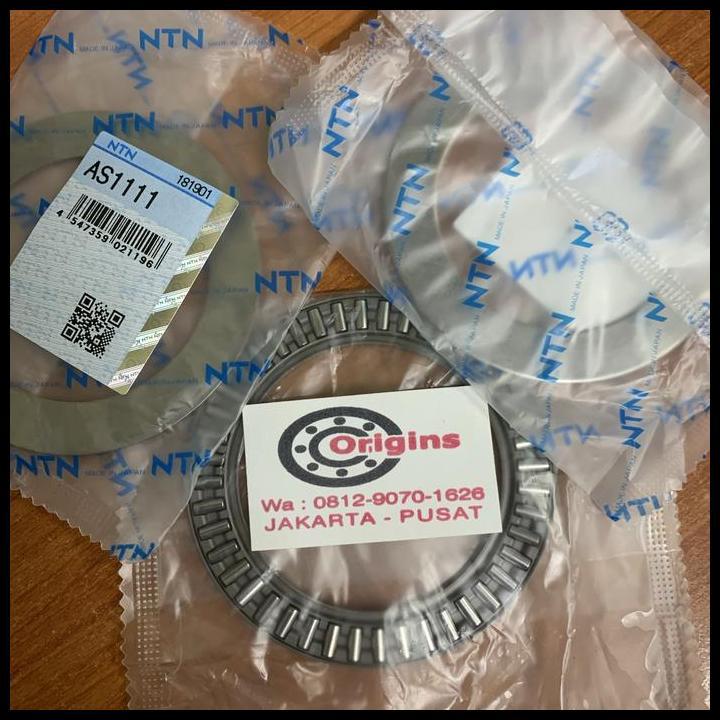 NTN
181901
AS1111
4 547359 021196
NTN
MADE IN JAPAN
Origins
Wa : 0812-9070-1626
JAKARTA - PUSAT